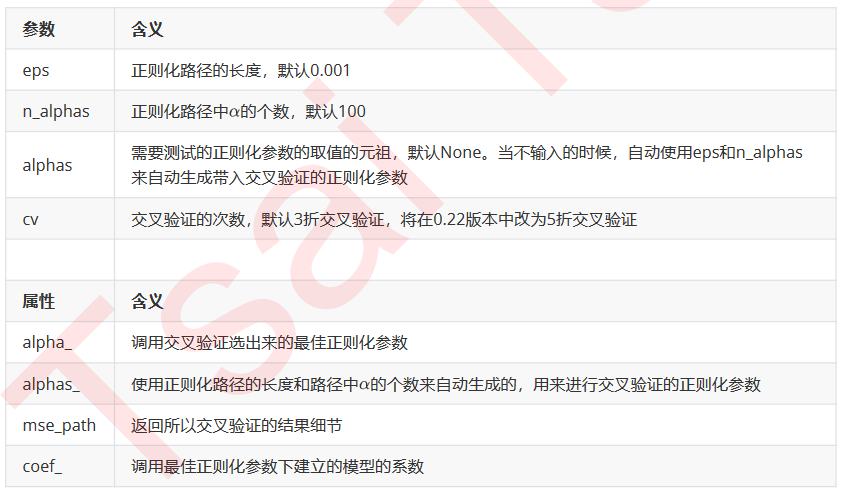 参数 含义
eps 正则化路径的长度，默认0.001
n_alphas 正则化路径中α的个数，默认100
alphas 需要测试的正则化参数的取值的元祖，默认None。当不输入的时候，自动使用eps和n_alphas
来自动生成带入交叉验证的正则化参数
cv 交叉验证的次数，默认3折交叉验证，将在0.22版本中改为5折交叉验证
属性 含义
alpha_ 调用交叉验证选出来的最佳正则化参数
alphas_ 使用正则化路径的长度和路径中α的个数来自动生成的，用来进行交叉验证的正则化参数
mse_path 返回所以交叉验证的结果细节
coef_ 调用最佳正则化参数下建立的模型的系数
Tsai T